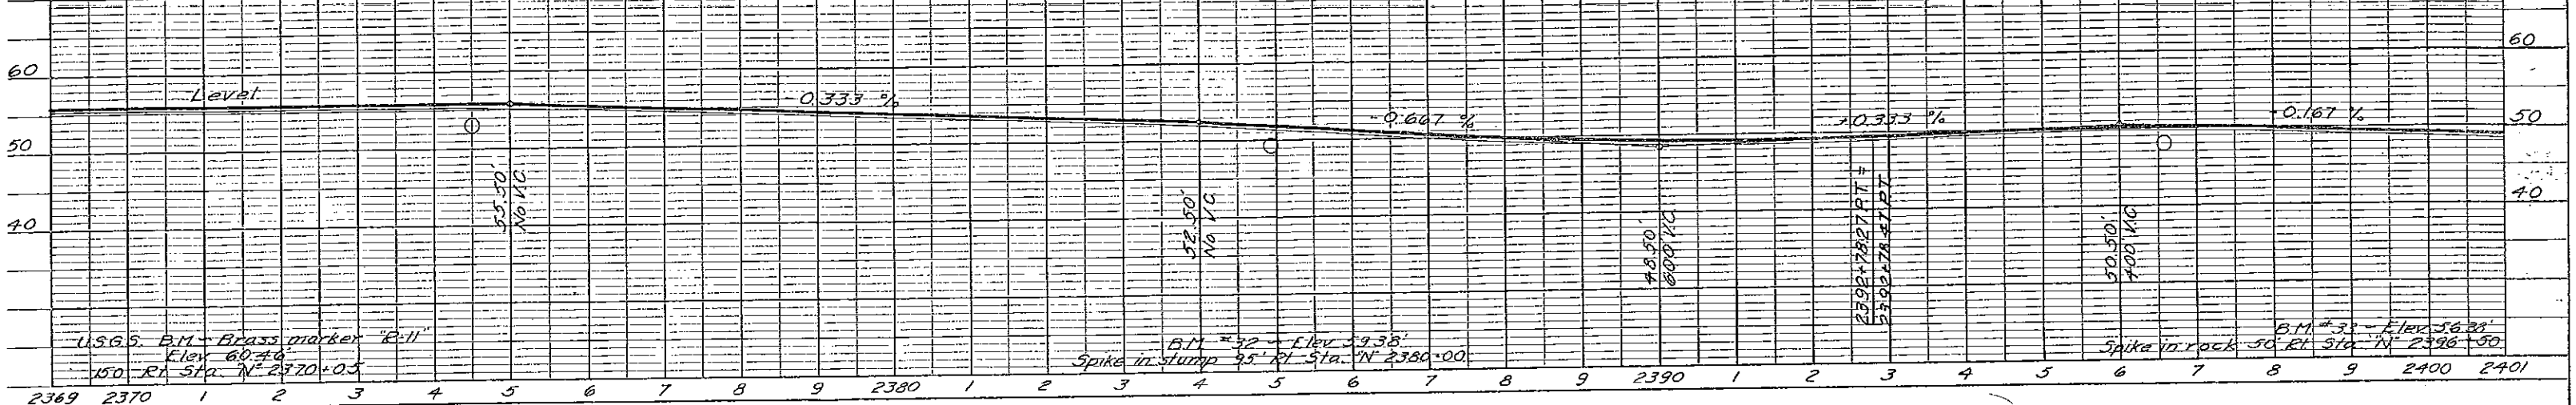 60
60
Level
-0.333 %
-0.667 %
+0.333 %
-0.167 %
50
50
55.50'
No V.C.
52.50'
No V.C.
48.50'
600' V.C.
2392+78.27 P.T. =
2392+78.41 P.T.
50.50'
400' V.C.
40
40
U.S.G.S. B.M. - Brass marker "R-11"
Elev. 60.46'
150' Rt. Sta. "N" 2370+05
B.M. #32 - Elev. 59.38'
Spike in stump 95' Rt. Sta. "N" 2380+00
B.M. #33 - Elev. 56.38'
Spike in rock 50' Rt. Sta. "N" 2396+50
2369 2370 1 2 3 4 5 6 7 8 9 2380 1 2 3 4 5 6 7 8 9 2390 1 2 3 4 5 6 7 8 9 2400 2401